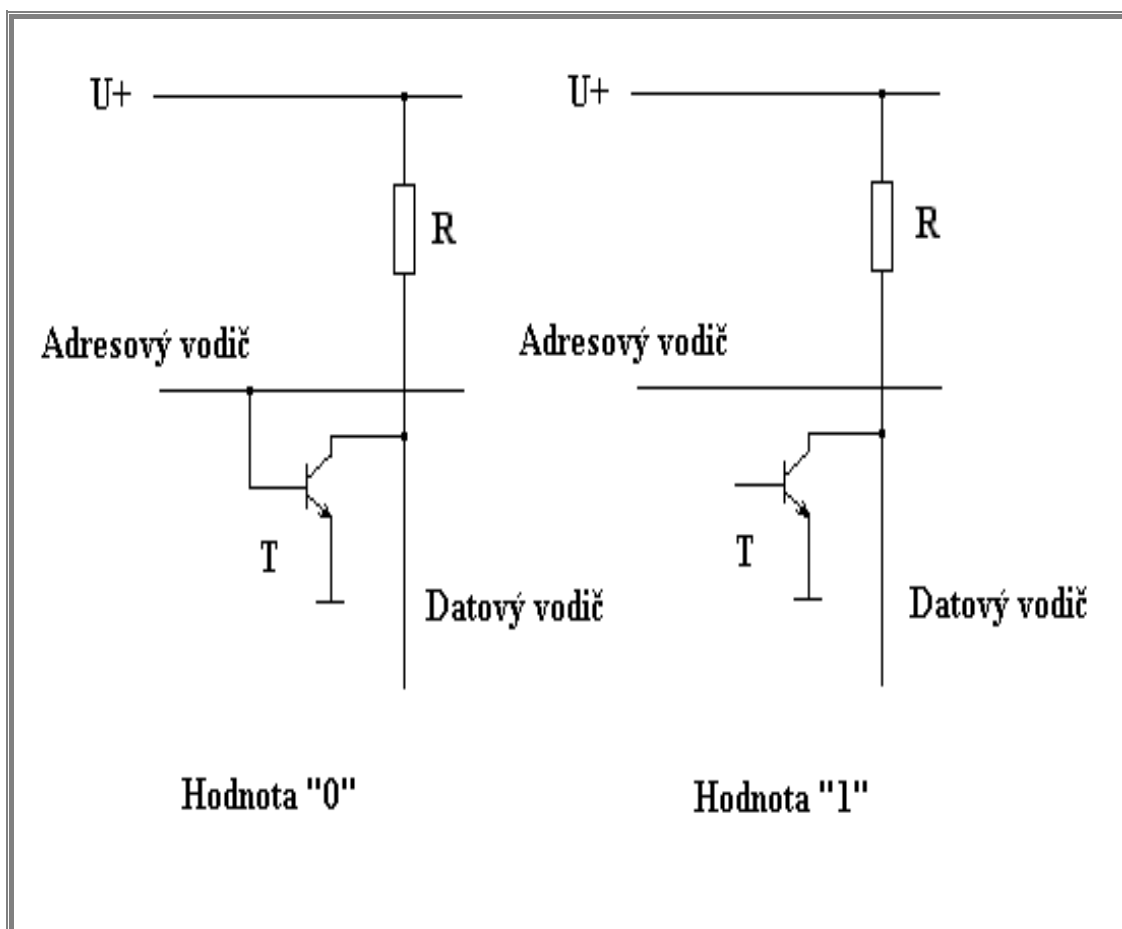 U+
R
Adresový vodič
T
Datový vodič
Hodnota "0"
U+
R
Adresový vodič
T
Datový vodič
Hodnota "1"